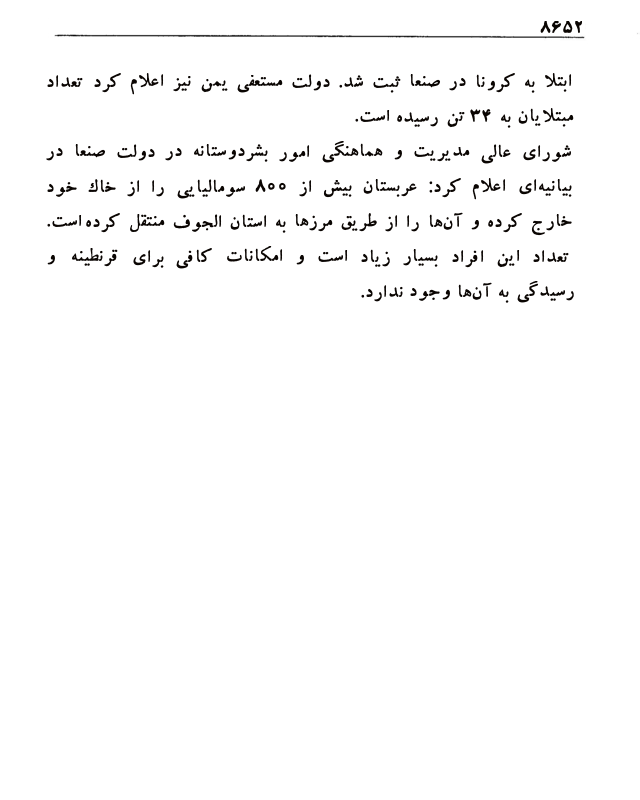 ۸۶۵۲
ابتلا به کرونا در صنعا ثبت شد. دولت مستعفی یمن نیز اعلام کرد تعداد
مبتلایان به ۳۴ تن رسیده است.
شورای عالی مدیریت و هماهنگی امور بشردوستانه در دولت صنعا در
بیانیه‌ای اعلام کرد: عربستان بیش از ۸۰۰ سومالیایی را از خاك خود
خارج کرده و آن‌ها را از طریق مرزها به استان الجوف منتقل کرده است.
تعداد این افراد بسیار زیاد است و امکانات کافی برای قرنطینه و
رسیدگی به آن‌ها وجود ندارد.